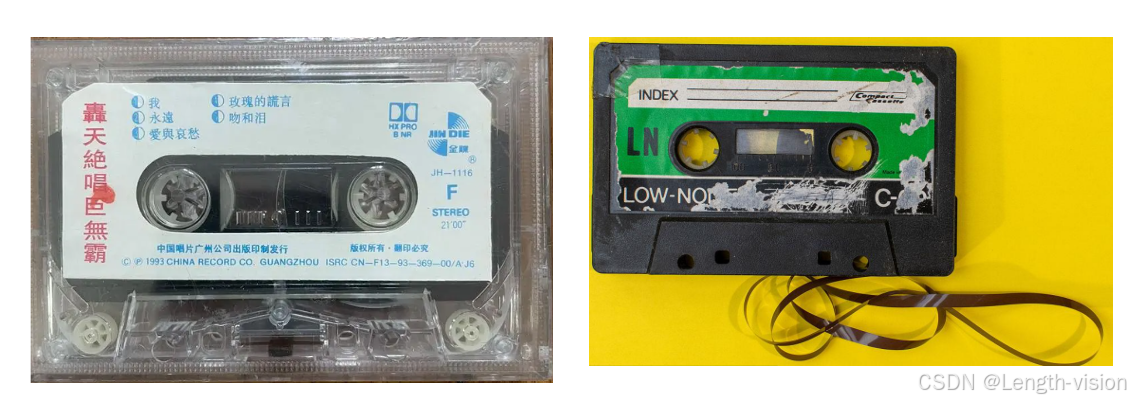 轟天絕唱巨無霸
我
玫瑰的謊言
永遠
吻和泪
愛與哀愁
HX PRO
B NR
JIN DIE
全碟
®
JH-1116
F
STEREO
21'00"
中国唱片广州公司出版印制发行
版权所有·翻印必究
© ℗ 1993 CHINA RECORD CO. GUANGZHOU ISRC CN-F13-93-369-00/A·J6
INDEX
Compact
Cassette
LN
LOW-NO
C-
CSDN @Length-vision